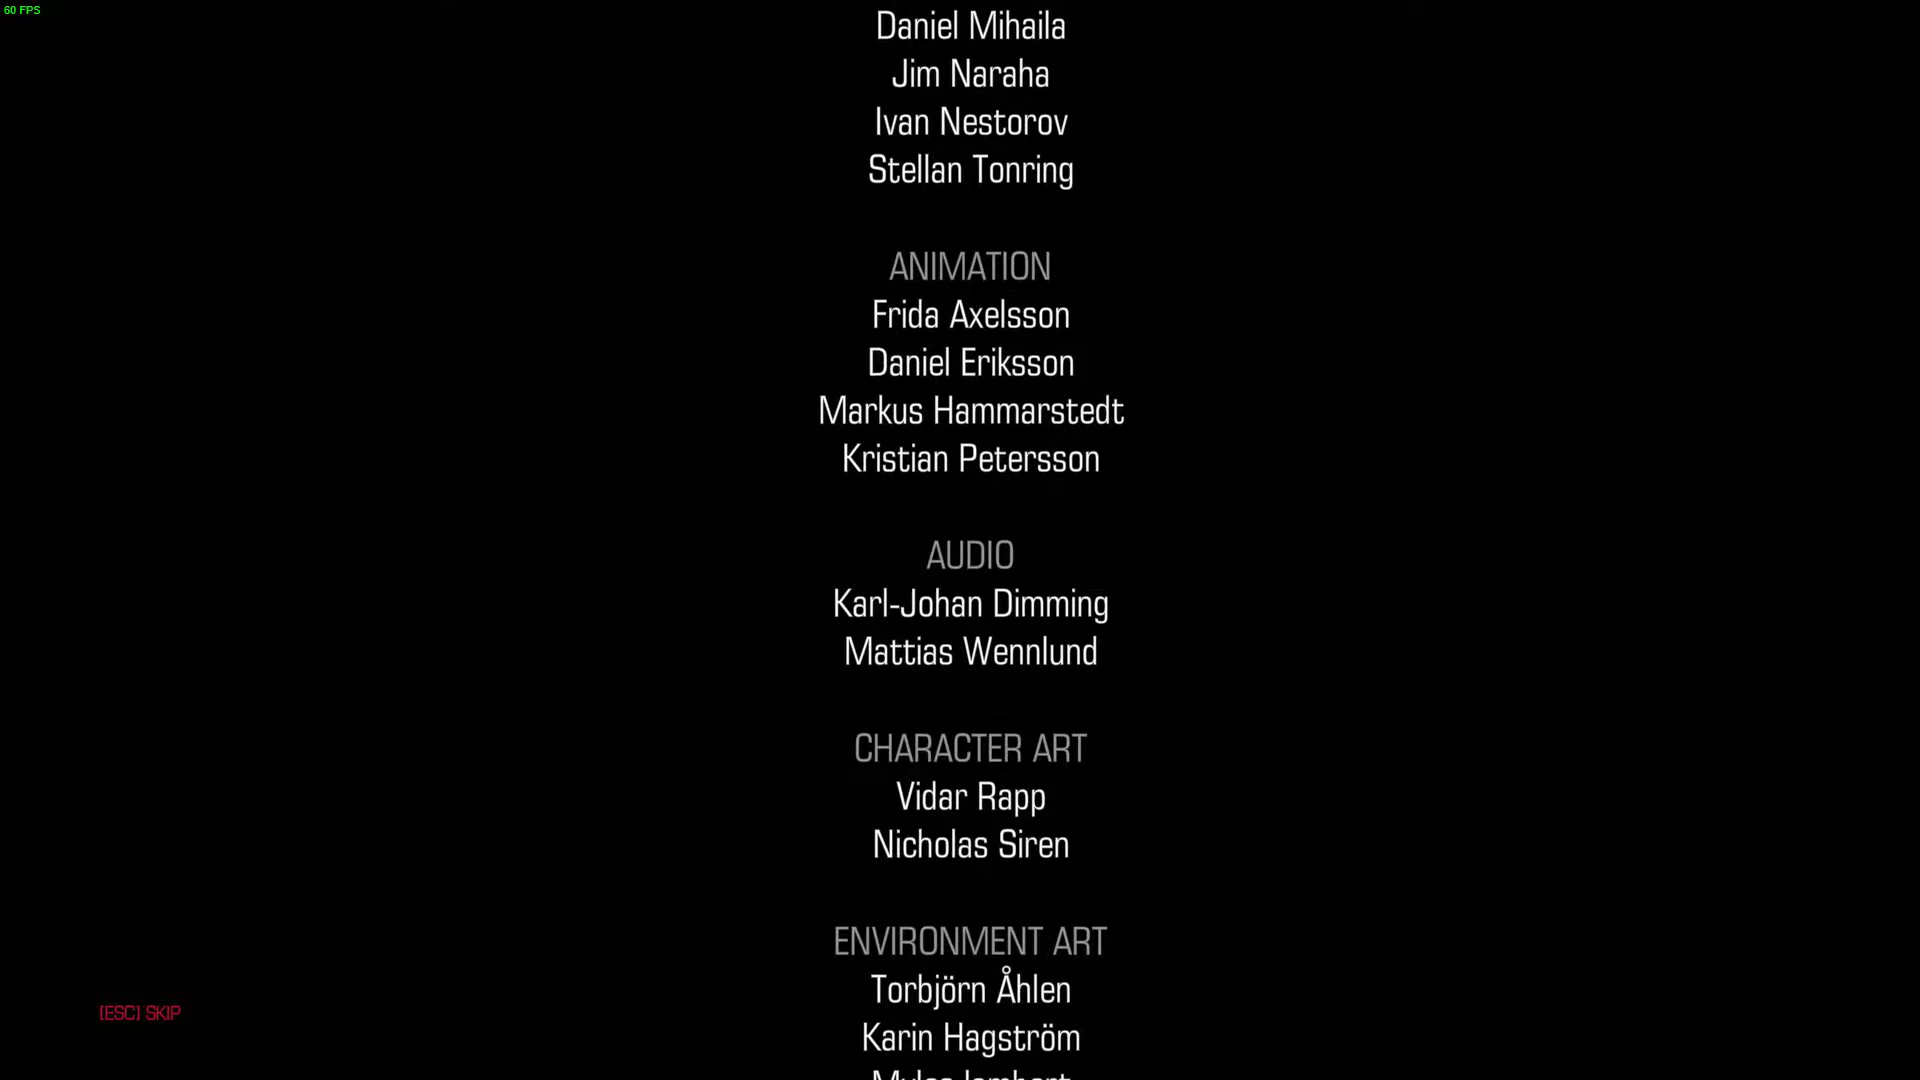 60 FPS
Daniel Mihaila
Jim Naraha
Ivan Nestorov
Stellan Tonring
ANIMATION
Frida Axelsson
Daniel Eriksson
Markus Hammarstedt
Kristian Petersson
AUDIO
Karl-Johan Dimming
Mattias Wennlund
CHARACTER ART
Vidar Rapp
Nicholas Siren
ENVIRONMENT ART
Torbjörn Åhlen
[ESC] SKIP
Karin Hagström